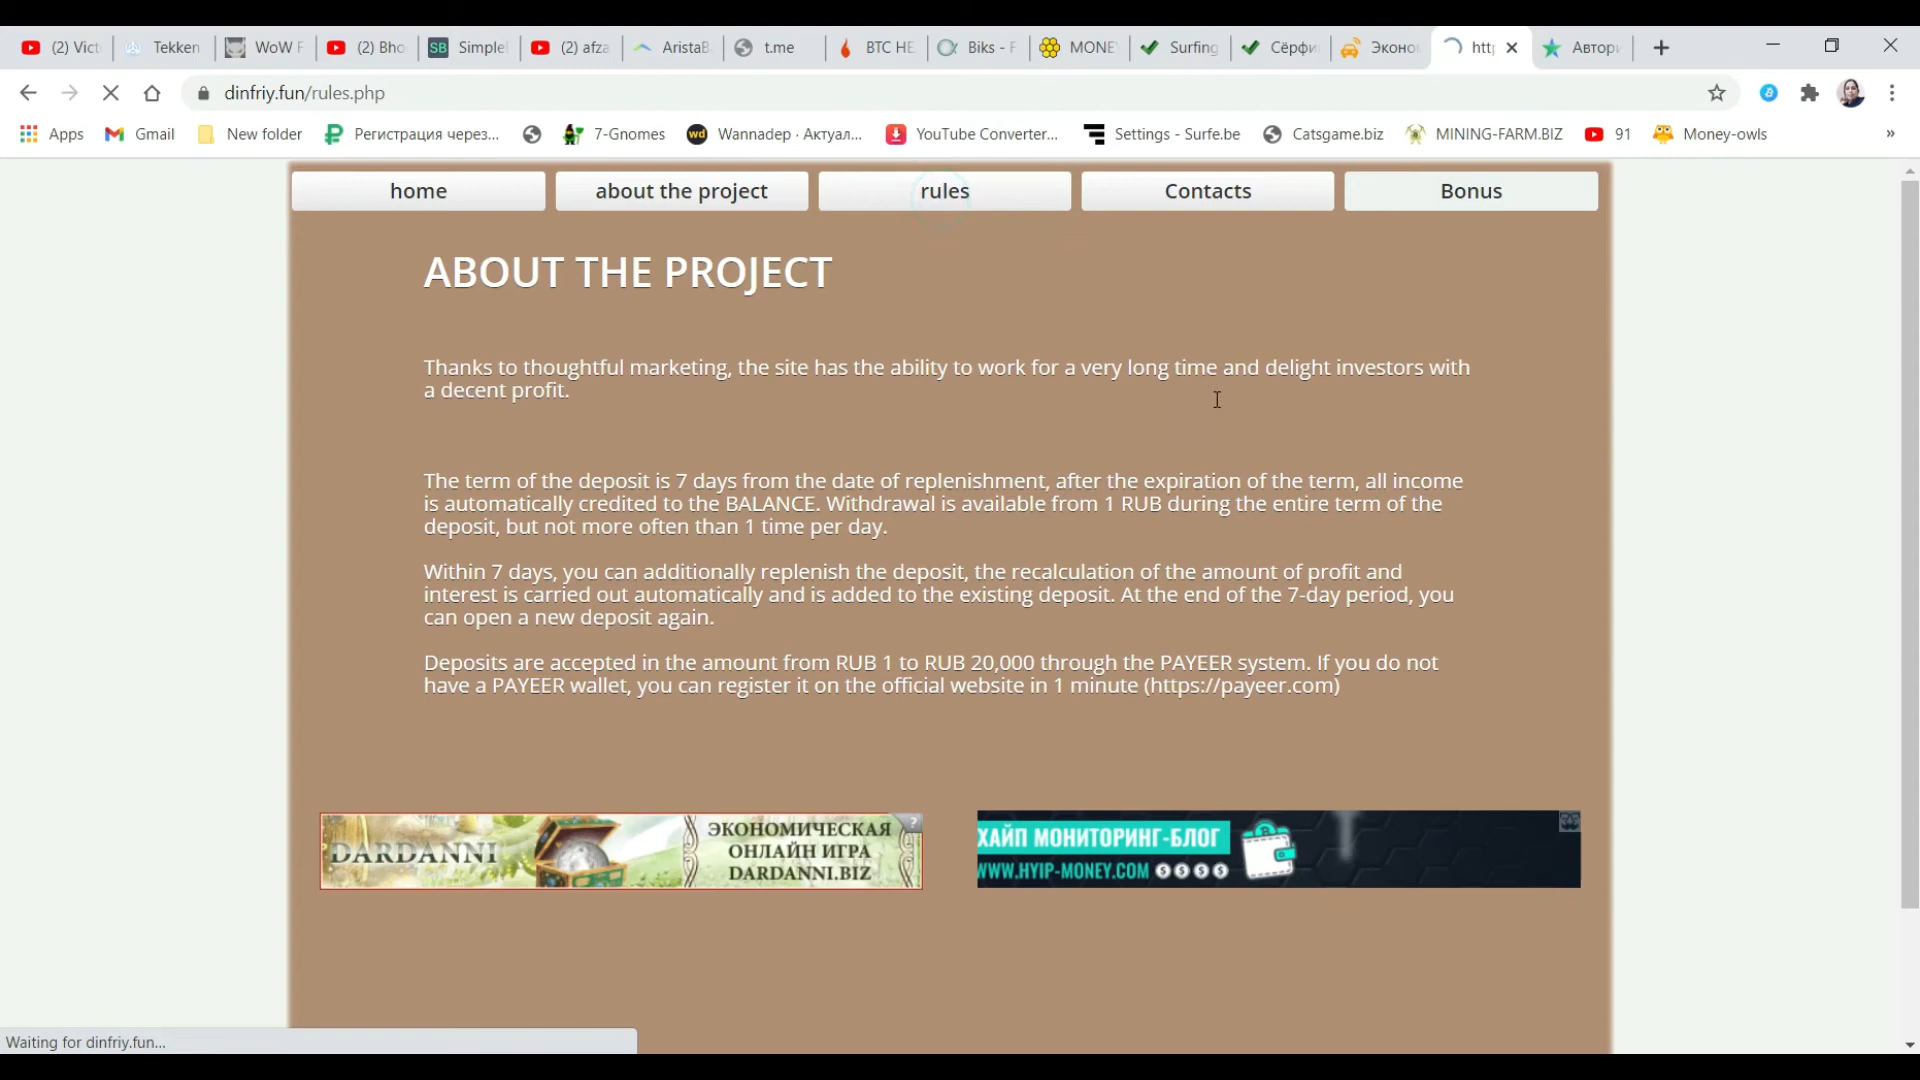 (2) Vict
Tekken
WoW F
(2) Bho
SB
Simple
(2) afza
AristaB
t.me
BTC HE
Biks - F
MONE
Surfing
Сёрфи
Эконо
htt
Автори
dinfriy.fun/rules.php
Apps
Gmail
New folder
Регистрация через...
7-Gnomes
wd
Wannadep · Актуал...
YouTube Converter...
Settings - Surfe.be
Catsgame.biz
MINING-FARM.BIZ
91
Money-owls
»
home
about the project
rules
Contacts
Bonus
ABOUT THE PROJECT
Thanks to thoughtful marketing, the site has the ability to work for a very long time and delight investors with
a decent profit.
The term of the deposit is 7 days from the date of replenishment, after the expiration of the term, all income
is automatically credited to the BALANCE. Withdrawal is available from 1 RUB during the entire term of the
deposit, but not more often than 1 time per day.
Within 7 days, you can additionally replenish the deposit, the recalculation of the amount of profit and
interest is carried out automatically and is added to the existing deposit. At the end of the 7-day period, you
can open a new deposit again.
Deposits are accepted in the amount from RUB 1 to RUB 20,000 through the PAYEER system. If you do not
have a PAYEER wallet, you can register it on the official website in 1 minute (https://payeer.com)
DARDANNI
ЭКОНОМИЧЕСКАЯ
ОНЛАЙН ИГРА
DARDANNI.BIZ
?
ХАЙП МОНИТОРИНГ-БЛОГ
WWW.HYIP-MONEY.COM
Waiting for dinfriy.fun...